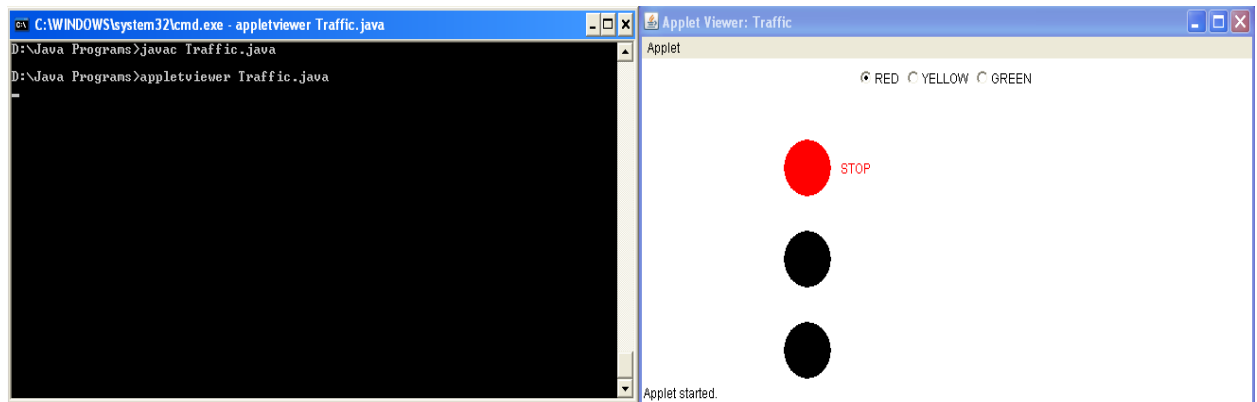 C:\WINDOWS\system32\cmd.exe - appletviewer Traffic.java
D:\Java Programs>javac Traffic.java
D:\Java Programs>appletviewer Traffic.java
Applet Viewer: Traffic
Applet
RED YELLOW GREEN
STOP
Applet started.